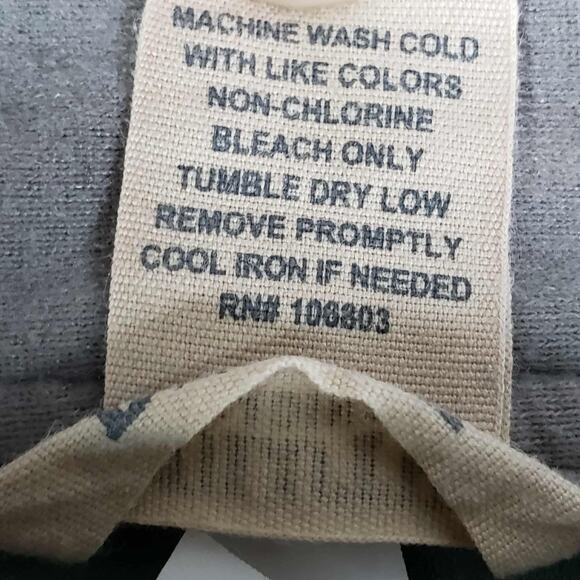 MACHINE WASH COLD
WITH LIKE COLORS
NON-CHLORINE
BLEACH ONLY
TUMBLE DRY LOW
REMOVE PROMPTLY
COOL IRON IF NEEDED
RN# 106803